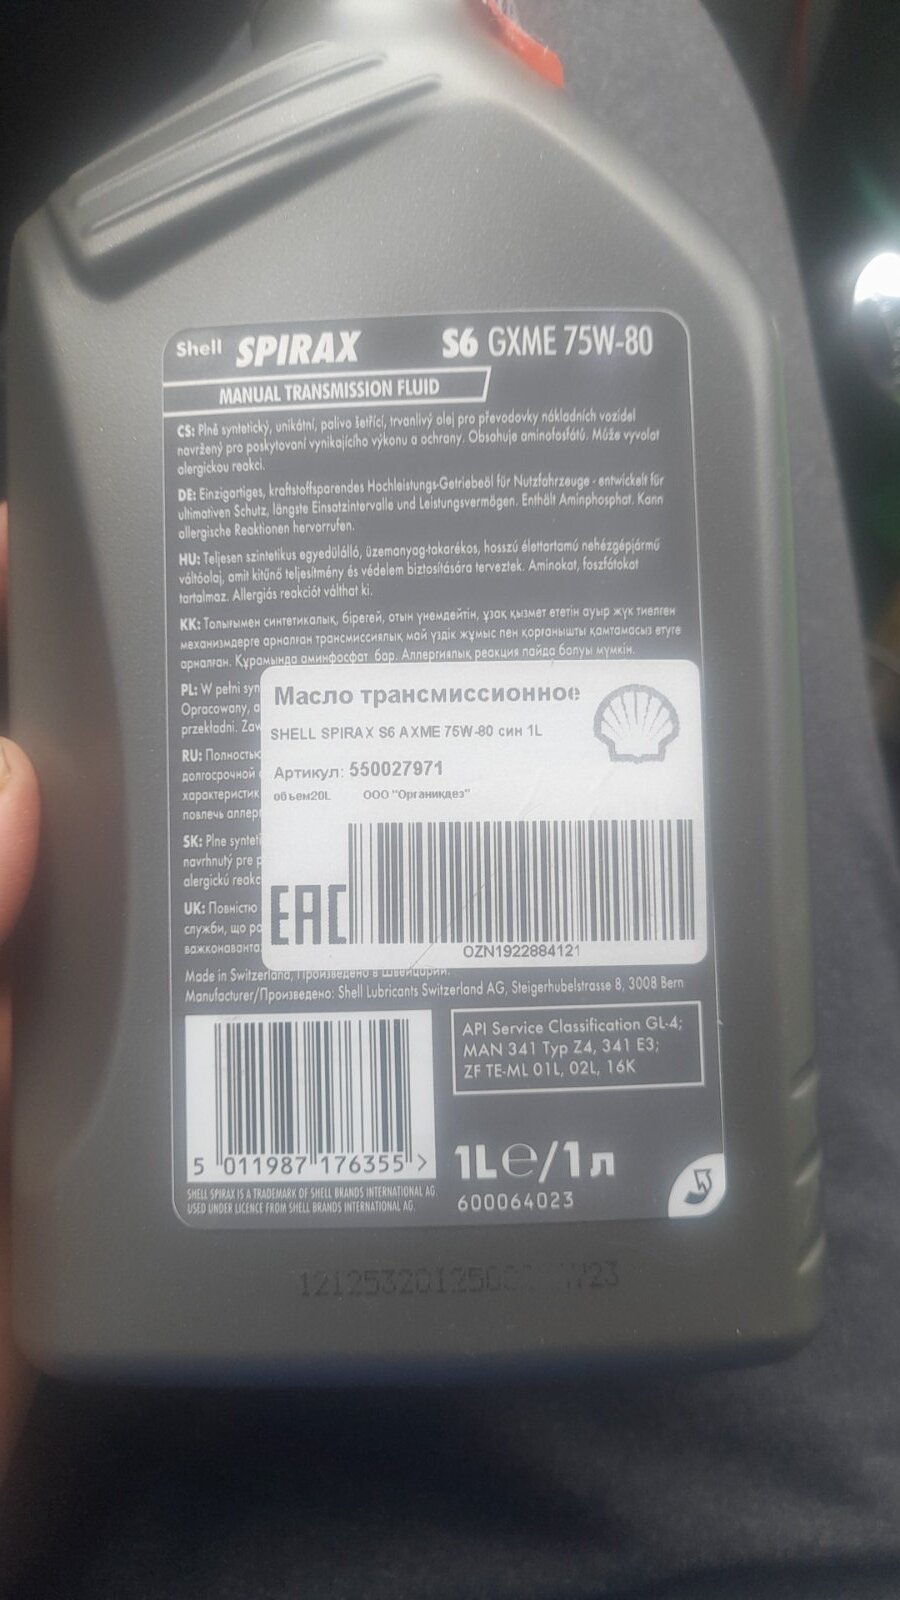 Shell SPIRAX S6 GXME 75W-80
MANUAL TRANSMISSION FLUID
CS: Plně syntetický, unikátní, palivo šetřící, trvanlivý olej pro převodovky nákladních vozidel
navržený pro poskytovaní vynikajícího výkonu a ochrany. Obsahuje aminofosfátů. Může vyvolat
alergickou reakci.
DE: Einzigartiges, kraftstoffsparendes Hochleistungs-Getriebeöl für Nutzfahrzeuge - entwickelt für
ultimativen Schutz, längste Einsatzintervalle und Leistungsvermögen. Enthält Aminphosphat. Kann
allergische Reaktionen hervorrufen.
HU: Teljesen szintetikus egyedülálló, üzemanyag-takarékos, hosszú élettartamú nehézgépjármű
váltóolaj, amit kitűnő teljesítmény és védelem biztosítására terveztek. Aminokat, foszfátokat
tartalmaz. Allergiás reakciót válthat ki.
KK: Толығымен синтетикалық, бірегей, отын үнемдейтін, ұзақ қызмет ететін ауыр жүк тиелген
механизмдерге арналған трансмиссиялық май үздік жұмыс пен қорғанышты қамтамасыз етуге
арналған. Құрамында аминфосфат бар. Аллергиялық реакция пайда болуы мүмкін.
PL: W pełni syn
Opracowany, a
przekładni. Zaw
RU: Полностью
долгосрочной
характеристик
повлечь аллер
SK: Plne synteti
navrhnutý pre p
alergickú reakc
UK: Повністю
служби, що ро
важконаванта
Масло трансмиссионное
SHELL SPIRAX S6 AXME 75W-80 син 1L
Артикул: 550027971
объем20L ООО "Органикдез"
EAC
OZN1922884121
Made in Switzerland, Произведено в Швейцарии.
Manufacturer/Произведено: Shell Lubricants Switzerland AG, Steigerhubelstrasse 8, 3008 Bern
API Service Classification GL-4;
MAN 341 Typ Z4, 341 E3;
ZF TE-ML 01L, 02L, 16K
5 011987 176355 >
1L℮/1л
600064023
SHELL SPIRAX IS A TRADEMARK OF SHELL BRANDS INTERNATIONAL AG.
USED UNDER LICENCE FROM SHELL BRANDS INTERNATIONAL AG.